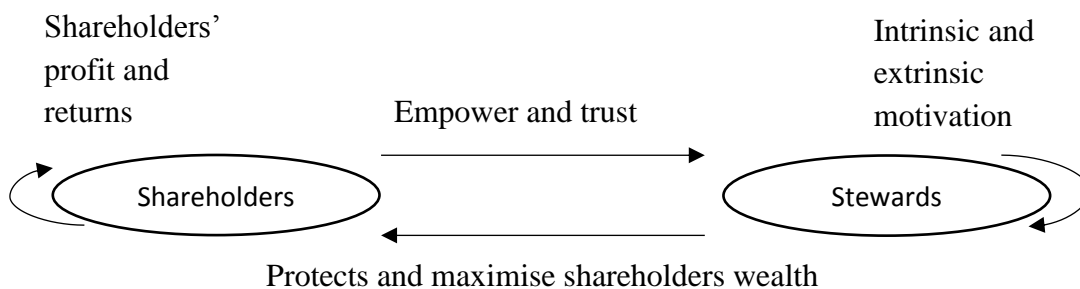 Shareholders’
profit and
returns
Intrinsic and
extrinsic
motivation
Empower and trust
Shareholders
Stewards
Protects and maximise shareholders wealth